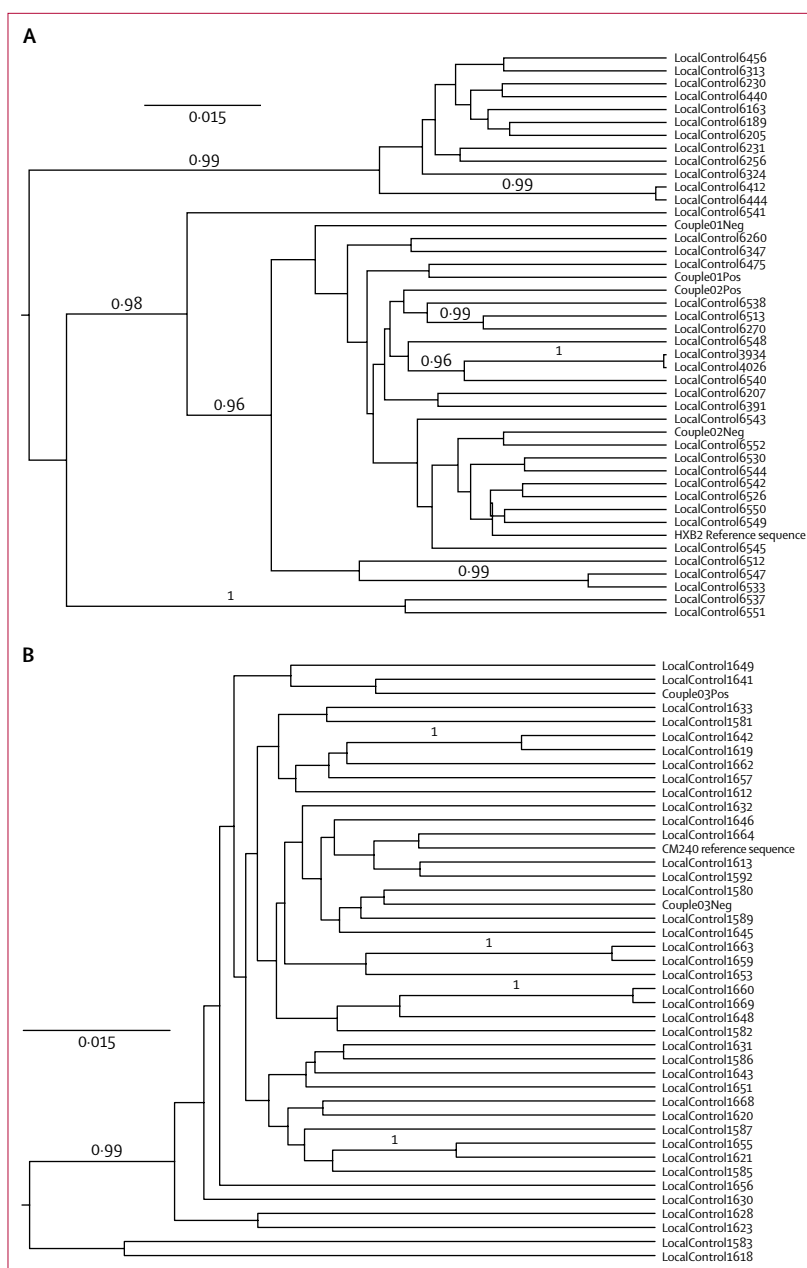 A
LocalControl6456
LocalControl6313
LocalControl6230
LocalControl6440
0·015
LocalControl6163
LocalControl6189
LocalControl6205
LocalControl6231
LocalControl6256
0·99
LocalControl6324
0·99
LocalControl6412
LocalControl6444
LocalControl6541
Couple01Neg
LocalControl6260
LocalControl6347
LocalControl6475
Couple01Pos
Couple02Pos
0·98
LocalControl6538
0·99
LocalControl6513
LocalControl6270
LocalControl6548
1
LocalControl3934
0·96
LocalControl4026
LocalControl6540
LocalControl6207
LocalControl6391
0·96
LocalControl6543
Couple02Neg
LocalControl6552
LocalControl6530
LocalControl6544
LocalControl6542
LocalControl6526
LocalControl6550
LocalControl6549
HXB2 Reference sequence
LocalControl6545
LocalControl6512
0·99
LocalControl6547
LocalControl6533
1
LocalControl6537
LocalControl6551
B
LocalControl1649
LocalControl1641
Couple03Pos
LocalControl1633
LocalControl1581
1
LocalControl1642
LocalControl1619
LocalControl1662
LocalControl1657
LocalControl1612
LocalControl1632
LocalControl1646
LocalControl1664
CM240 reference sequence
LocalControl1613
LocalControl1592
LocalControl1580
Couple03Neg
LocalControl1589
LocalControl1645
1
LocalControl1663
LocalControl1659
LocalControl1653
1
LocalControl1660
LocalControl1669
LocalControl1648
LocalControl1582
0·015
LocalControl1631
LocalControl1586
LocalControl1643
LocalControl1651
LocalControl1668
LocalControl1620
LocalControl1587
1
LocalControl1655
0·99
LocalControl1621
LocalControl1585
LocalControl1656
LocalControl1630
LocalControl1628
LocalControl1623
LocalControl1583
LocalControl1618